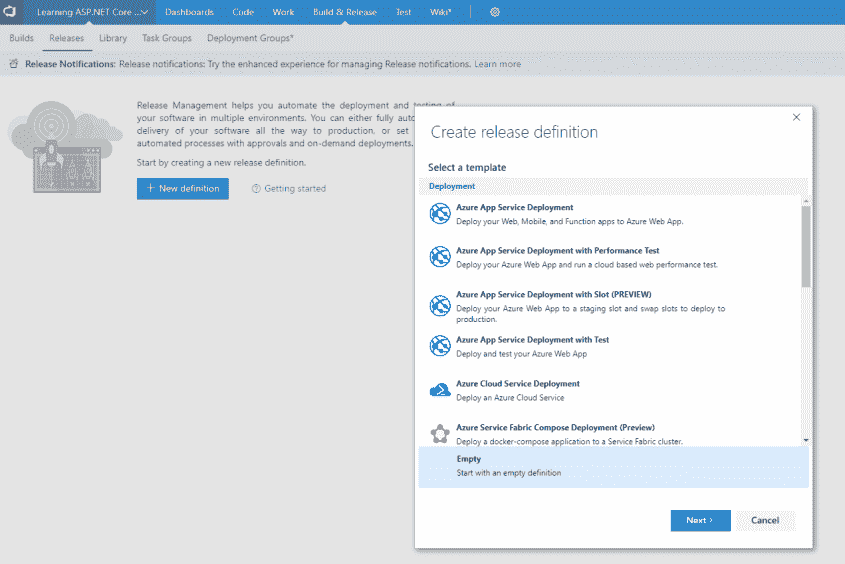 Learning ASP.NET Core ... Dashboards Code Work Build & Release Test Wiki*
Builds Releases Library Task Groups Deployment Groups*
Release Notifications: Release notifications: Try the enhanced experience for managing Release notifications. Learn more
Release Management helps you automate the deployment and testing of
your software in multiple environments. You can either fully auto
delivery of your software all the way to production, or set
automated processes with approvals and on-demand deployments.
Start by creating a new release definition.
+ New definition
? Getting started
Create release definition
Select a template
Deployment
Azure App Service Deployment
Deploy your Web, Mobile, and Function apps to Azure Web App.
Azure App Service Deployment with Performance Test
Deploy your Azure Web App and run a cloud based web performance test.
Azure App Service Deployment with Slot (PREVIEW)
Deploy your Azure Web App to a staging slot and swap slots to deploy to
production.
Azure App Service Deployment with Test
Deploy and test your Azure Web App
Azure Cloud Service Deployment
Deploy an Azure Cloud Service
Azure Service Fabric Compose Deployment (Preview)
Deploy a docker-compose application to a Service Fabric cluster.
Empty
Start with an empty definition
Next >
Cancel